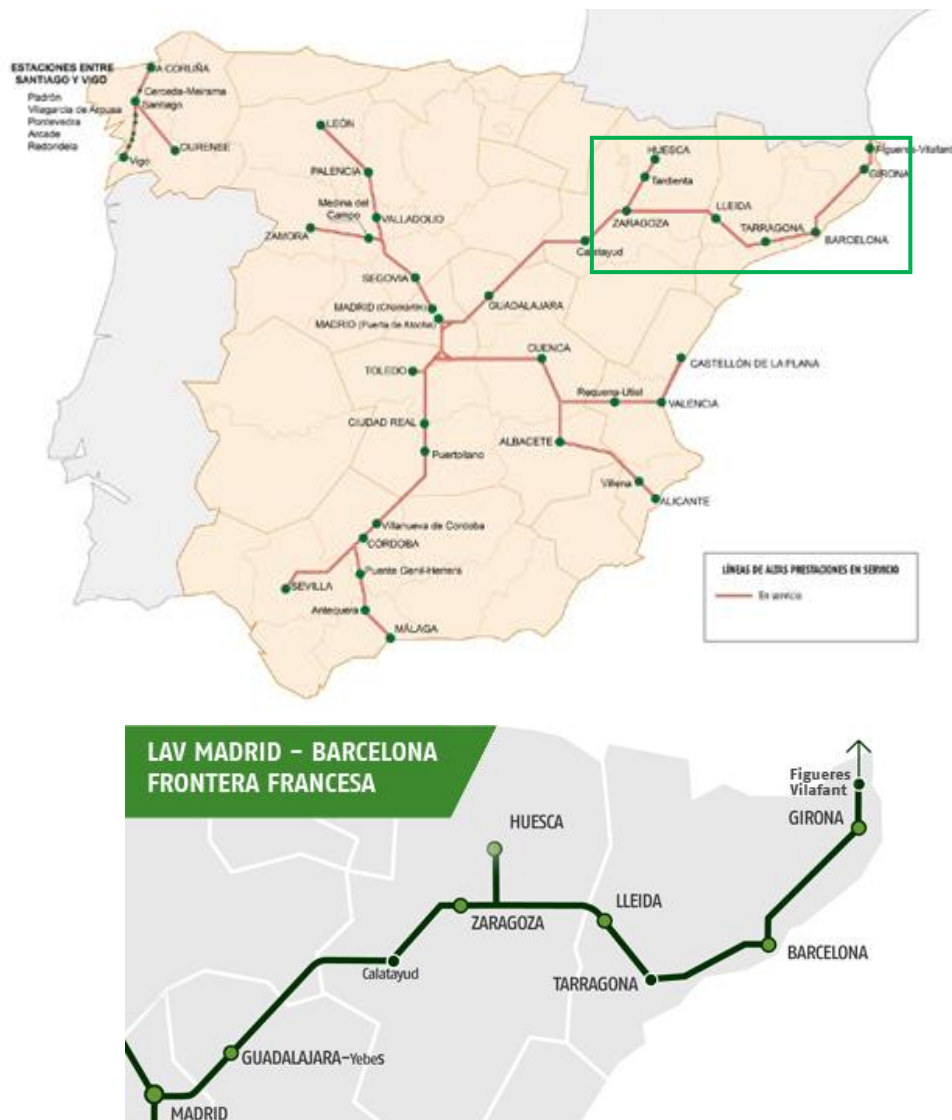 ESTACIONES ENTRE
SANTIAGO Y VIGO
Padrón
Vilagarcía de Arousa
Pontevedra
Arcade
Redondela
A CORUÑA
Cerceda-Meirama
Santiago
OURENSE
Vigo
LEÓN
PALENCIA
Medina del
Campo
VALLADOLID
ZAMORA
SEGOVIA
MADRID (Chamartín)
MADRID (Puerta de Atocha)
GUADALAJARA
Calatayud
ZARAGOZA
Tardienta
HUESCA
LLEIDA
TARRAGONA
BARCELONA
GIRONA
Figueres-Vilafant
TOLEDO
CUENCA
CASTELLÓN DE LA PLANA
Requena-Utiel
VALENCIA
CIUDAD REAL
ALBACETE
Puertollano
Villena
ALICANTE
Villanueva de Córdoba
CÓRDOBA
SEVILLA
Puente Genil-Herrera
Antequera
MÁLAGA
LÍNEAS DE ALTAS PRESTACIONES EN SERVICIO
En servicio
LAV MADRID – BARCELONA
FRONTERA FRANCESA
Figueres
Vilafant
GIRONA
HUESCA
LLEIDA
ZARAGOZA
BARCELONA
Calatayud
TARRAGONA
GUADALAJARA-Yebes
MADRID